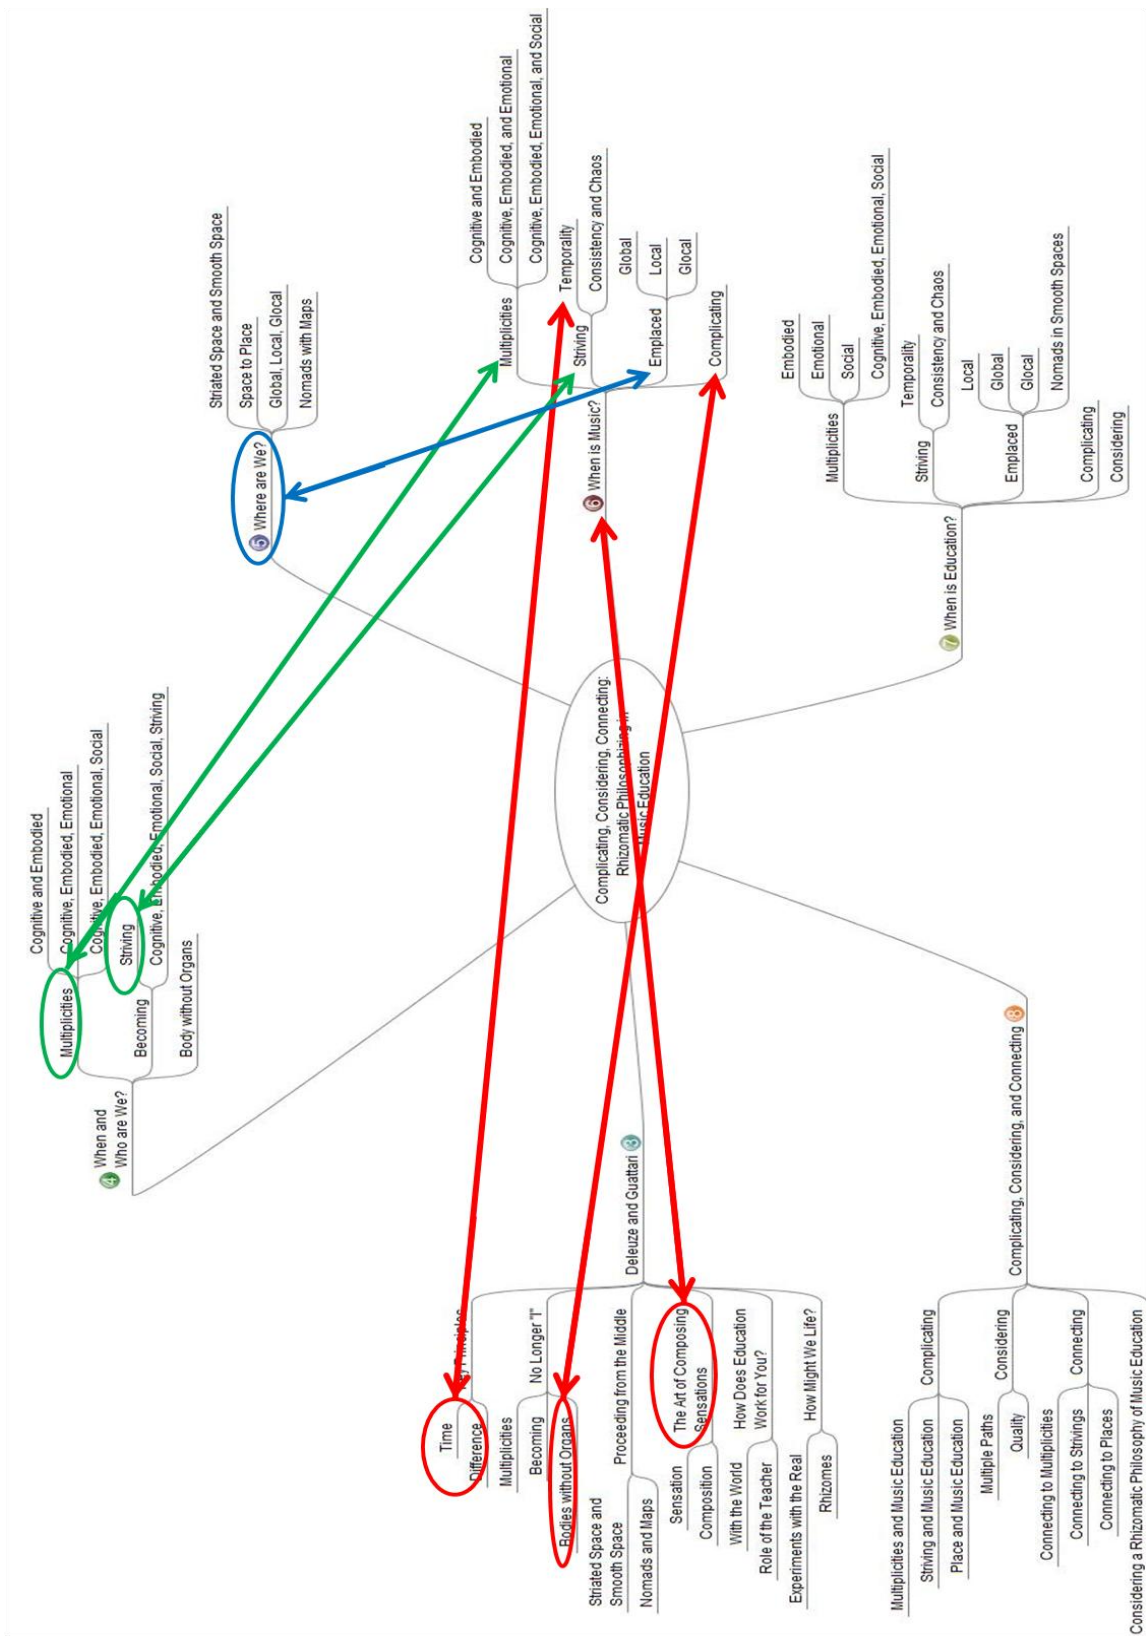 4
When and
Who are We?
Multiplicities
Cognitive and Embodied
Cognitive, Embodied, Emotional
Cognitive, Embodied, Emotional, Social
Becoming
Striving
Cognitive, Embodied, Emotional, Social, Striving
Body without Organs
5
Where are We?
Striated Space and Smooth Space
Space to Place
Global, Local, Glocal
Nomads with Maps
Complicating, Considering, Connecting:
Rhizomatic Philosophizing in
Music Education
6
When is Music?
Multiplicities
Cognitive and Embodied
Cognitive, Embodied, and Emotional
Cognitive, Embodied, Emotional, and Social
Striving
Temporality
Consistency and Chaos
Emplaced
Global
Local
Glocal
Complicating
3
Deleuze and Guattari
Key Principles
Time
Difference
No Longer "I"
Multiplicities
Becoming
Bodies without Organs
Proceeding from the Middle
Striated Space and
Smooth Space
Nomads and Maps
The Art of Composing
Sensations
Sensation
Composition
How Does Education
Work for You?
With the World
Role of the Teacher
How Might We Life?
Experiments with the Real
Rhizomes
7
When is Education?
Multiplicities
Embodied
Emotional
Social
Cognitive, Embodied, Emotional, Social
Striving
Temporality
Consistency and Chaos
Emplaced
Local
Global
Glocal
Nomads in Smooth Spaces
Complicating
Considering
8
Complicating, Considering, and Connecting
Complicating
Multiplicities and Music Education
Striving and Music Education
Place and Music Education
Considering
Multiple Paths
Quality
Connecting
Connecting to Multiplicities
Connecting to Strivings
Connecting to Places
Considering a Rhizomatic Philosophy of Music Education